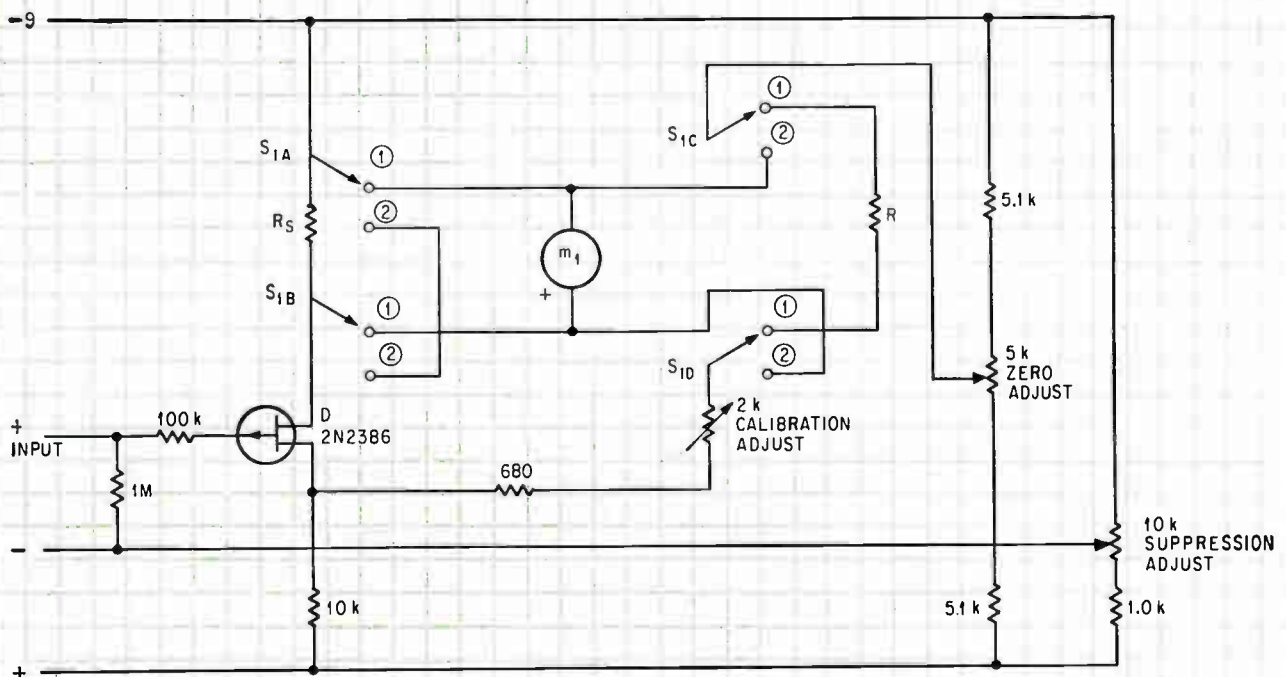 -9
S1A
①
②
RS
S1B
①
②
m1
+
S1C
①
②
R
S1D
①
②
5.1 k
5 k
ZERO
ADJUST
2 k
CALIBRATION
ADJUST
D
2N2386
100 k
+
INPUT
1M
680
-
10 k
SUPPRESSION
ADJUST
10 k
5.1 k
1.0 k
+